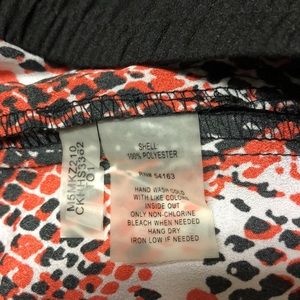 SHELL
100% POLYESTER
RN# 54163
HAND WASH COLD
WITH LIKE COLORS
INSIDE OUT
ONLY NON-CHLORINE
BLEACH WHEN NEEDED
HANG DRY
IRON LOW IF NEEDED